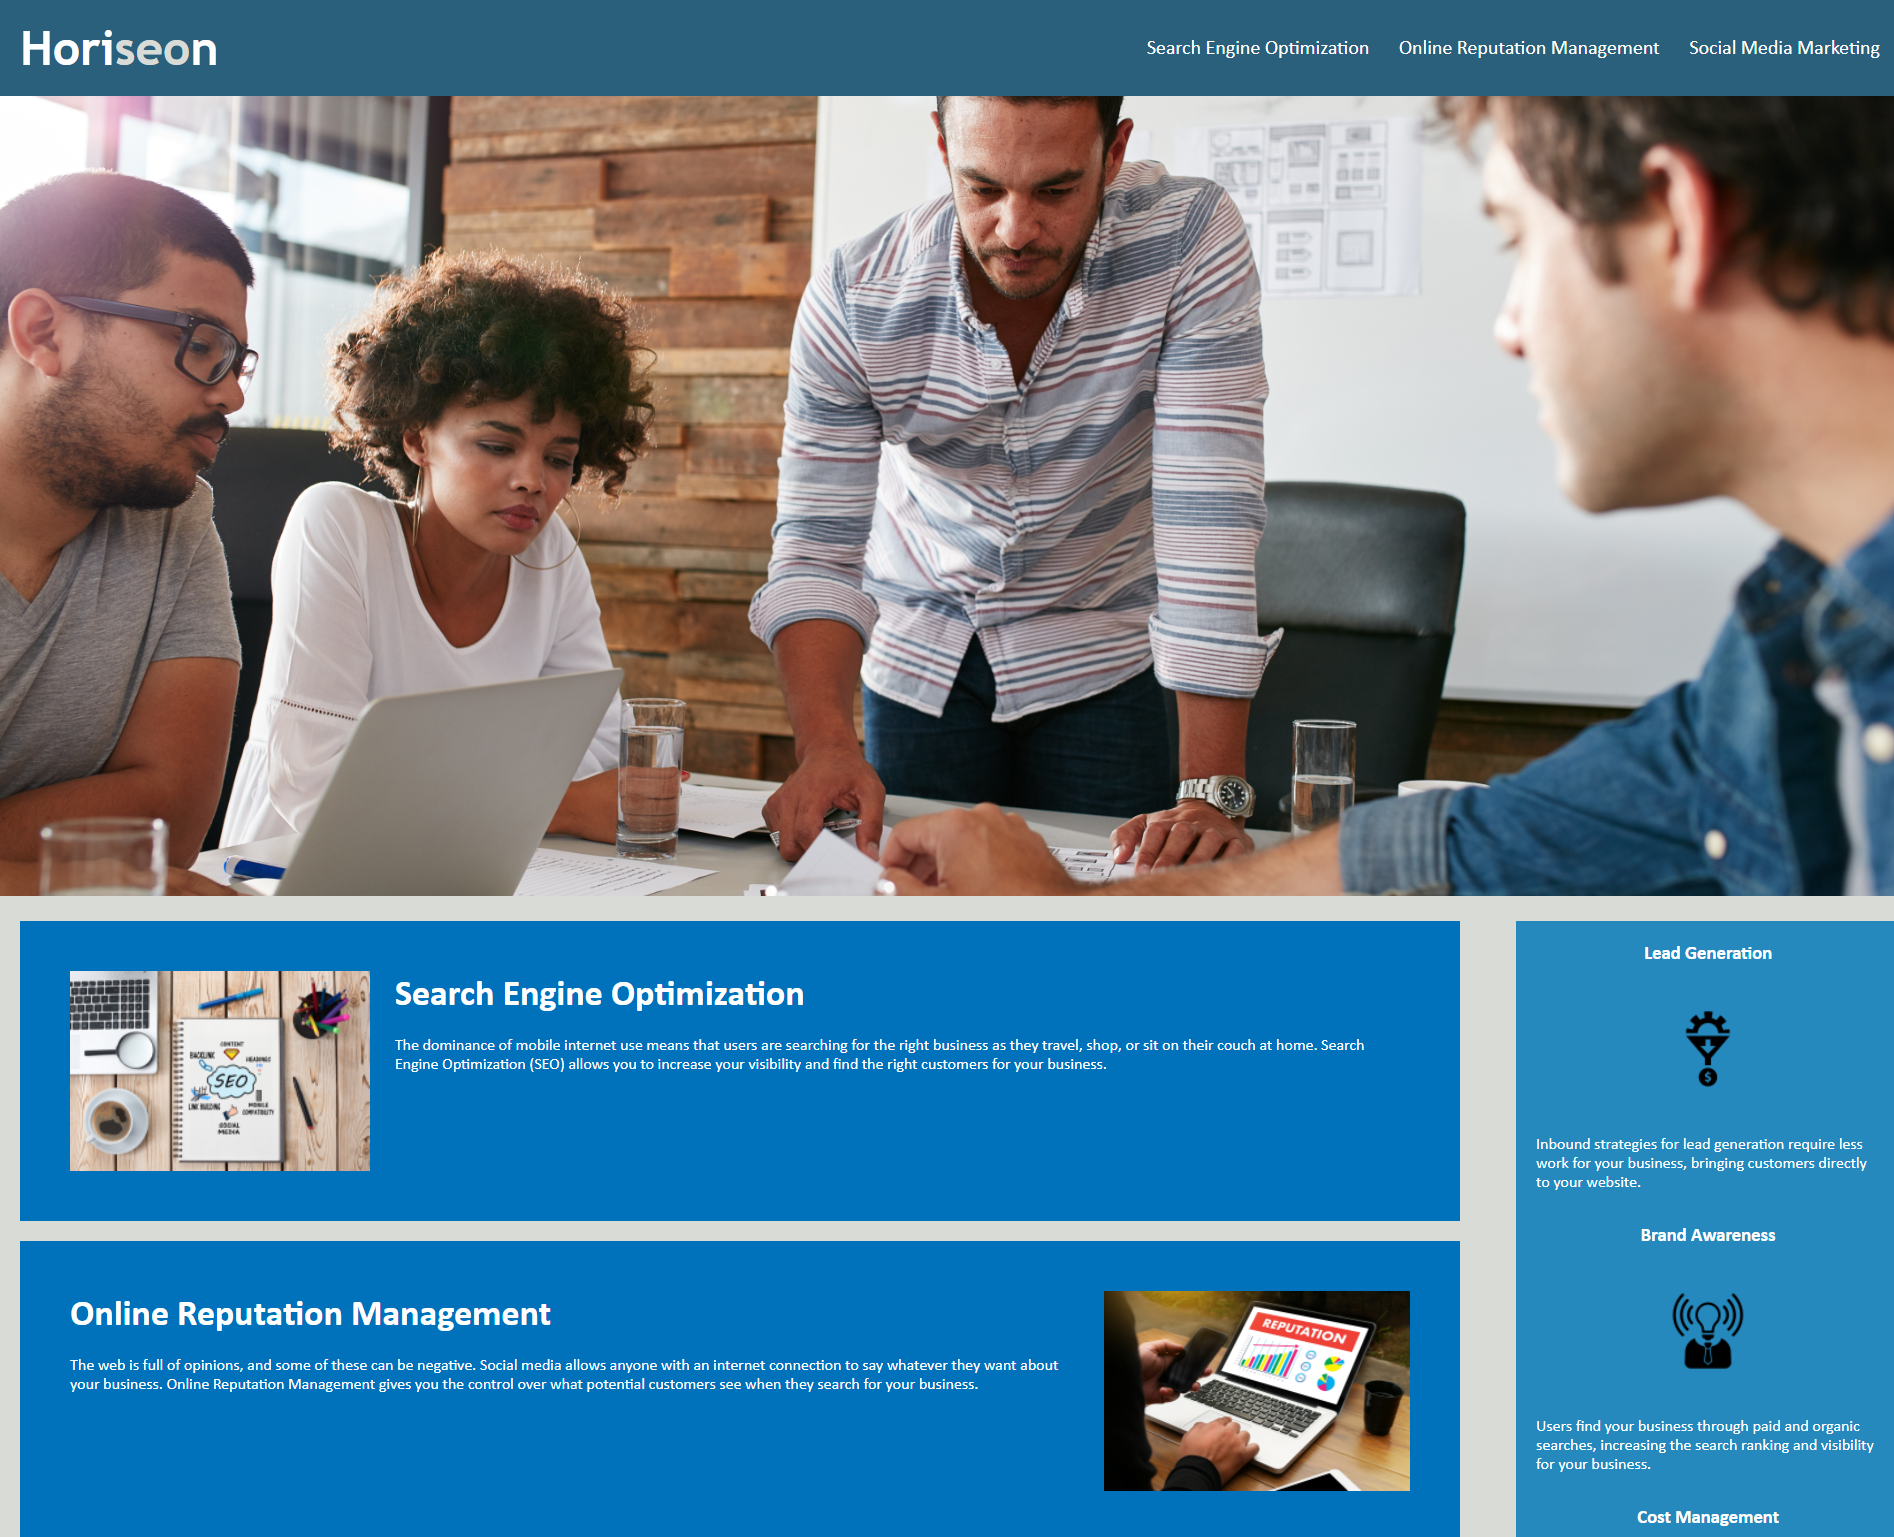 Horiseon
Search Engine Optimization
Online Reputation Management
Social Media Marketing
Search Engine Optimization
The dominance of mobile internet use means that users are searching for the right business as they travel, shop, or sit on their couch at home. Search
Engine Optimization (SEO) allows you to increase your visibility and find the right customers for your business.
CONTENT
BACKLINK
HEADINGS
SEO
LINK BUILDING
MOBILE
COMPATIBILITY
SOCIAL
MEDIA
Online Reputation Management
The web is full of opinions, and some of these can be negative. Social media allows anyone with an internet connection to say whatever they want about
your business. Online Reputation Management gives you the control over what potential customers see when they search for your business.
REPUTATION
Lead Generation
$
Inbound strategies for lead generation require less
work for your business, bringing customers directly
to your website.
Brand Awareness
Users find your business through paid and organic
searches, increasing the search ranking and visibility
for your business.
Cost Management